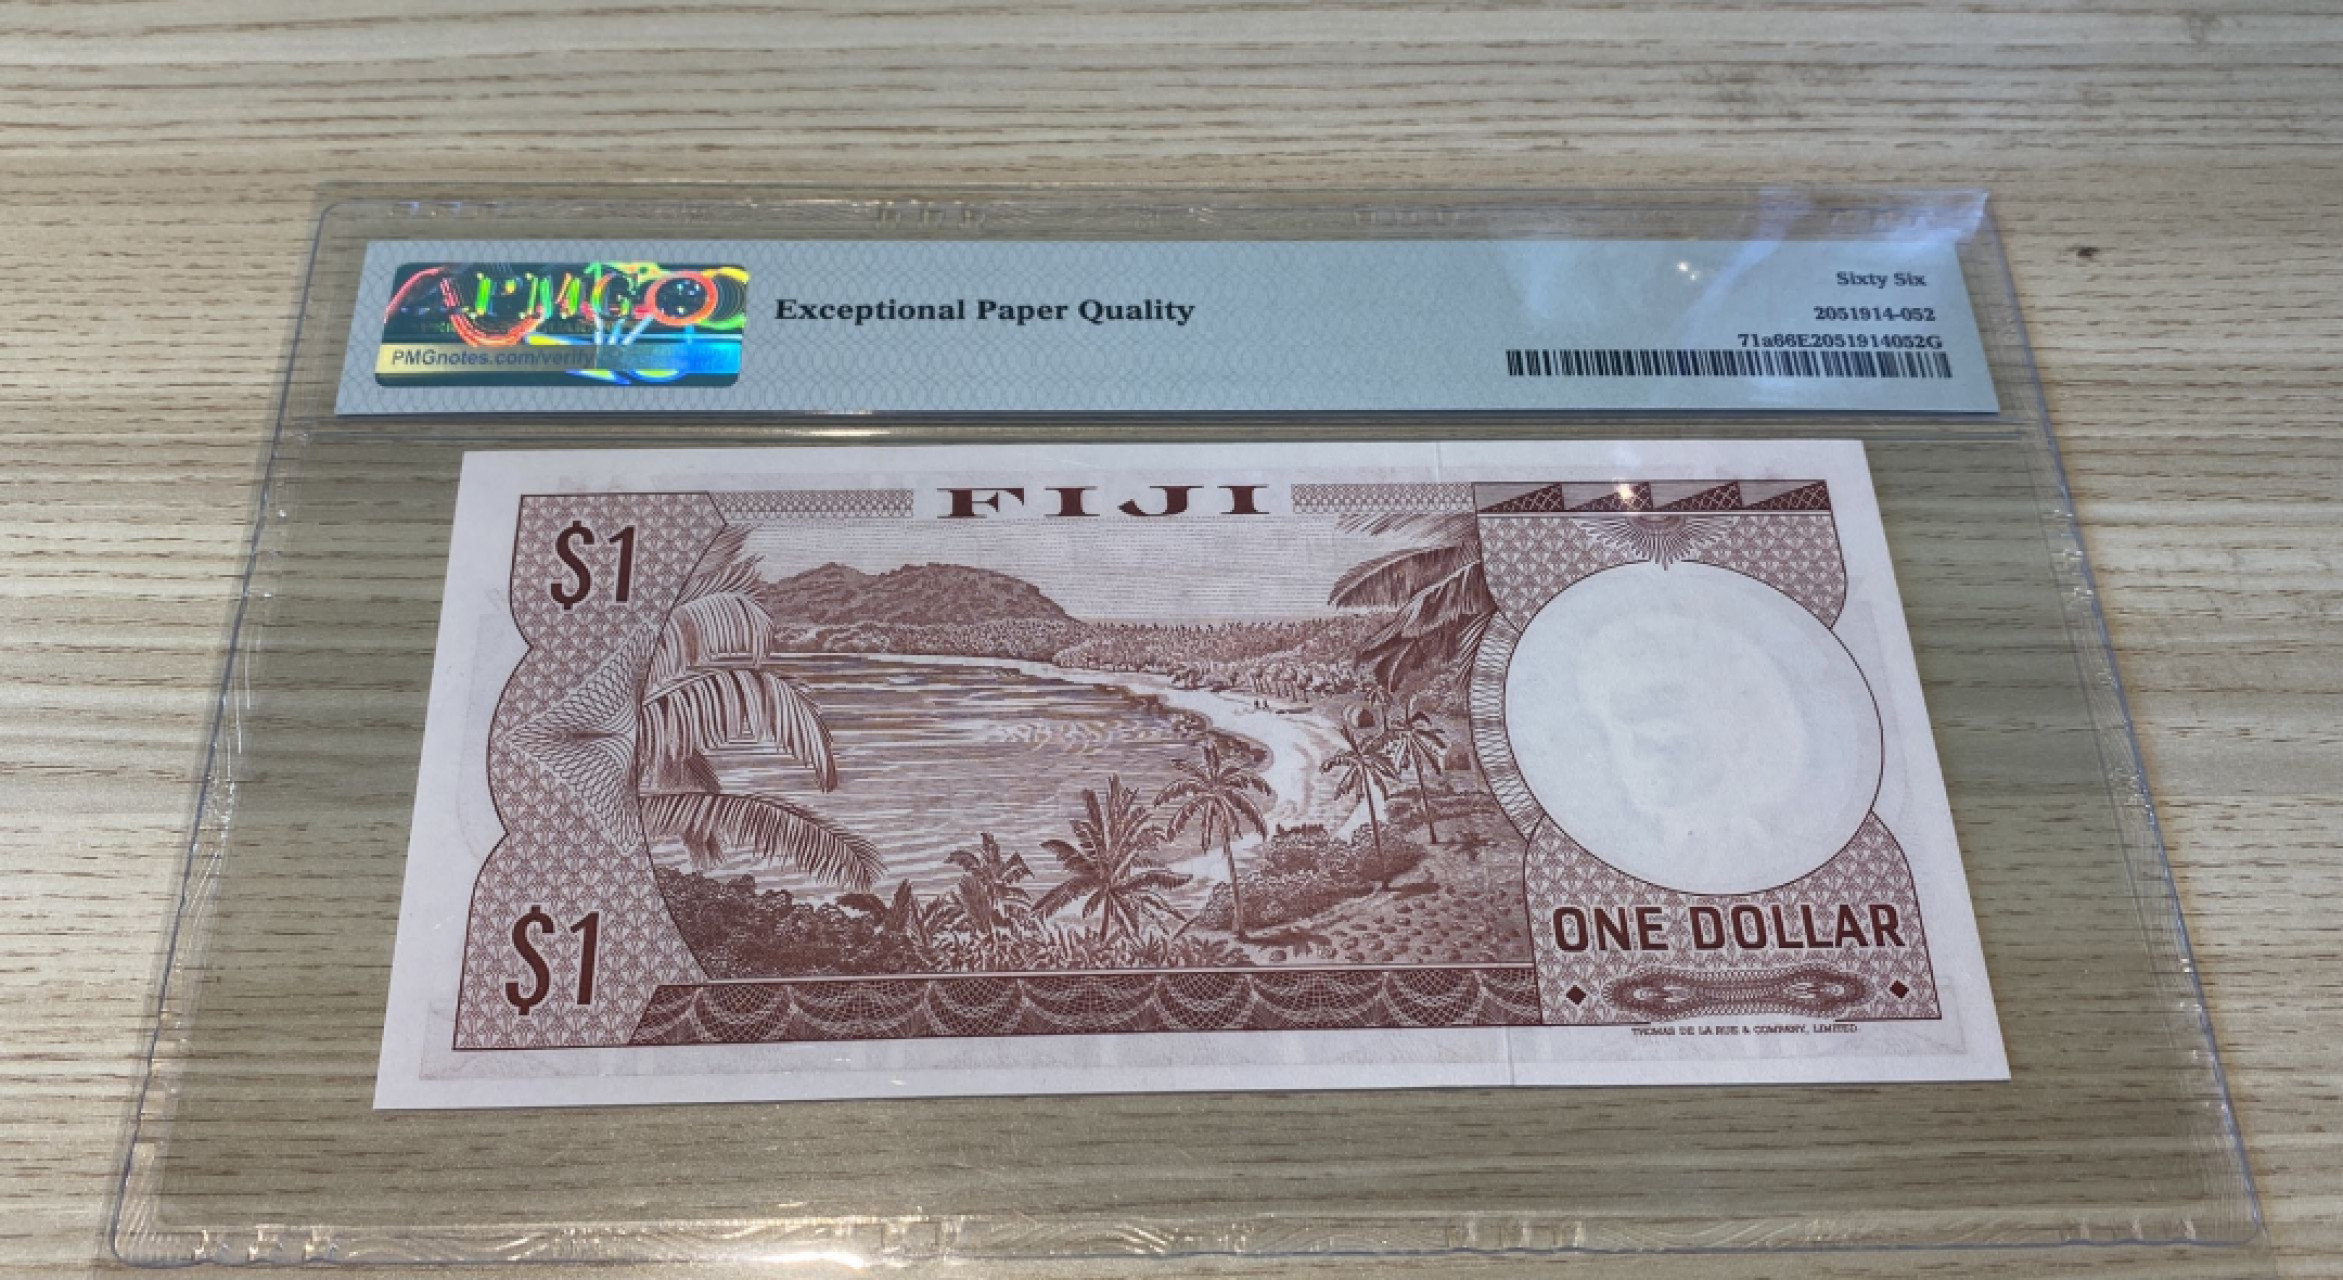 PMG
PMGnotes.com/verify
Exceptional Paper Quality
Sixty Six
2051914-052
71a66E2051914052G
FIJI
$1
$1
ONE DOLLAR
THOMAS DE LA RUE & COMPANY, LIMITED.